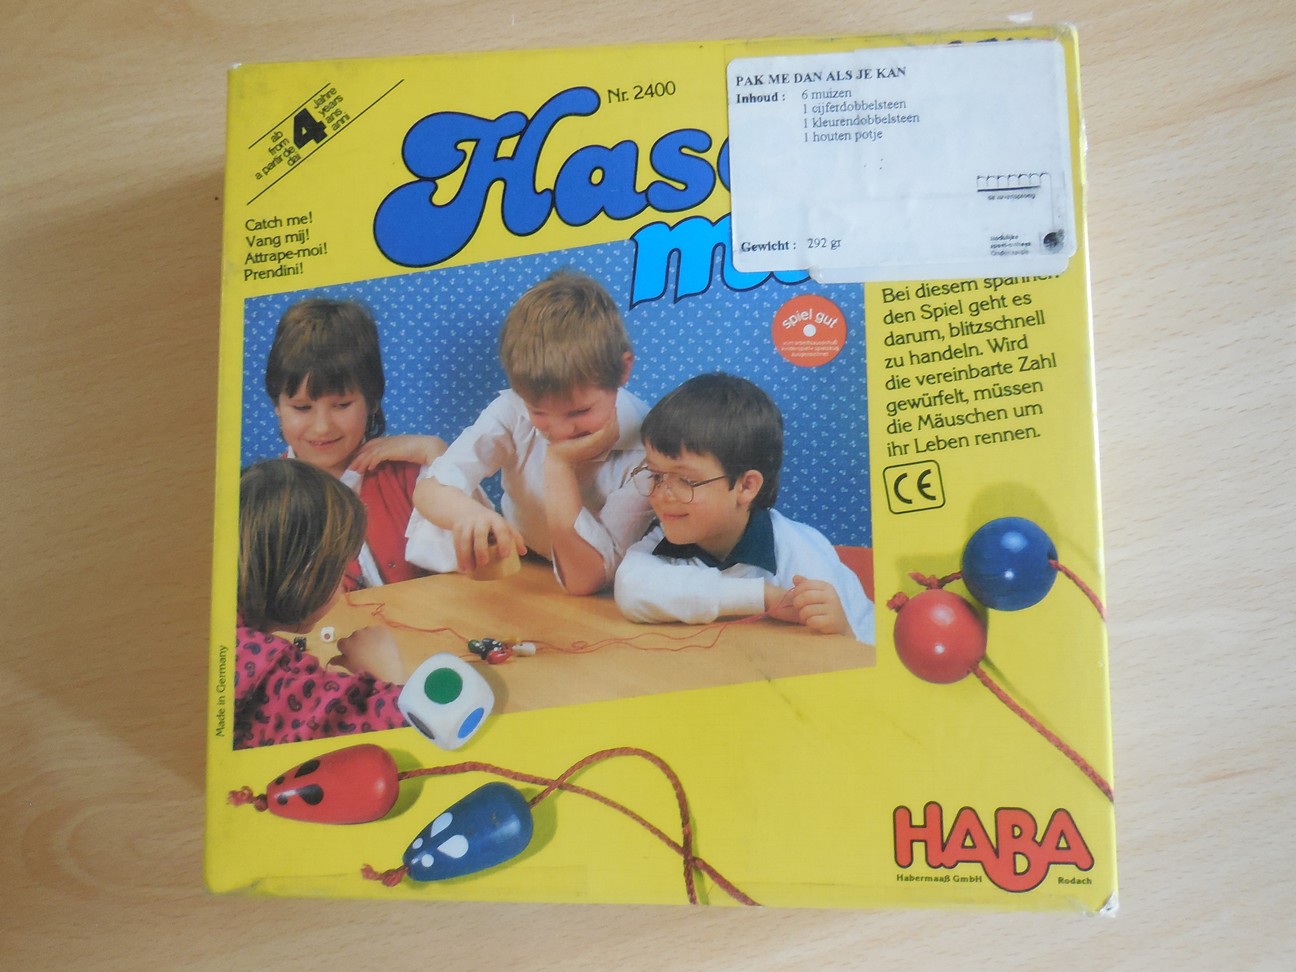 ab
from
a partir de
dai
4
Jahre
years
ans
anni
Nr. 2400
Has
m
Catch me!
Vang mij!
Attrape-moi!
Prendini!
PAK ME DAN ALS JE KAN
Inhoud : 6 muizen
1 cijferdobbelsteen
1 kleurendobbelsteen
1 houten potje
Gewicht : 292 gr
spiel gut
Bei diesem spannen-
den Spiel geht es
darum, blitzschnell
zu handeln. Wird
die vereinbarte Zahl
gewürfelt, müssen
die Mäuschen um
ihr Leben rennen.
CE
Made in Germany
HABA
Habermaaß GmbH Rodach